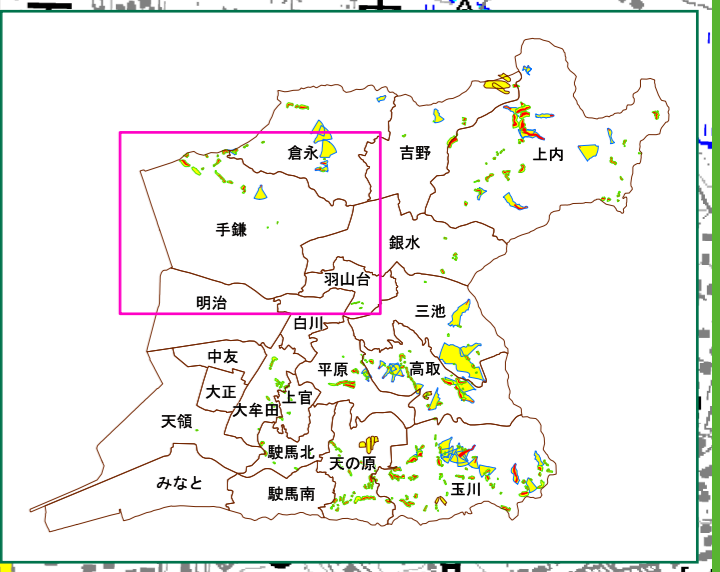 倉永
吉野
上内
手鎌
銀水
羽山台
明治
三池
白川
中友
平原
高取
大正
上官
大牟田
天領
駛馬北
天の原
みなと
駛馬南
玉川